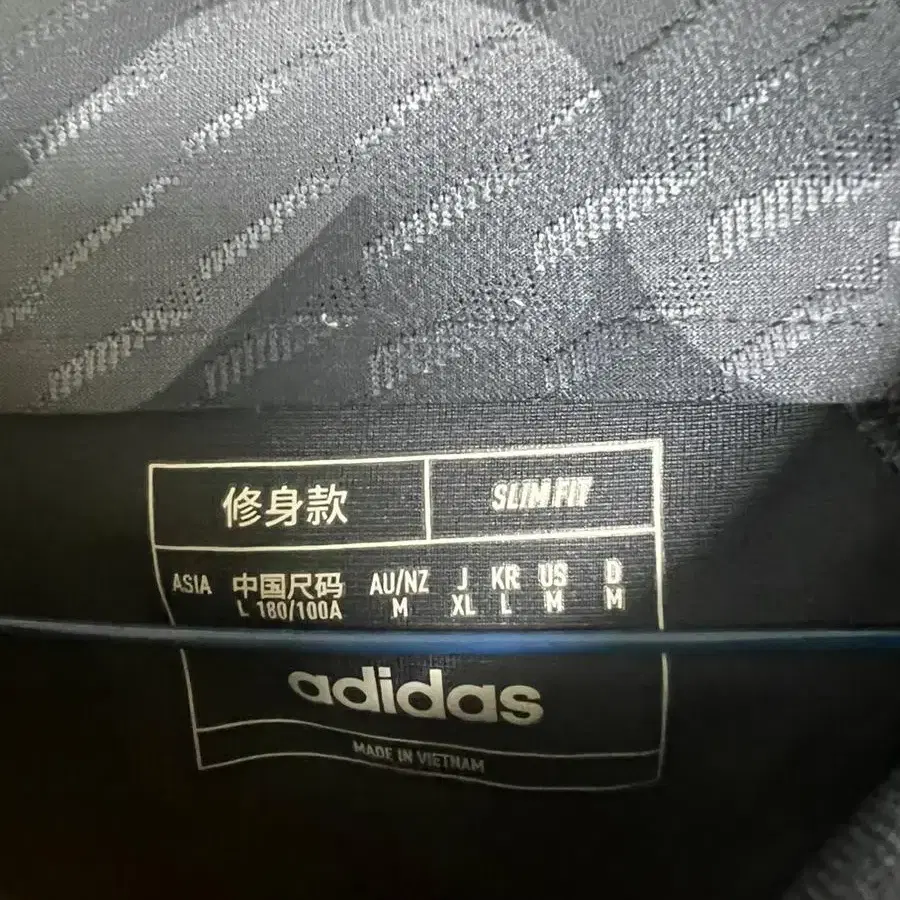 修身款 SLIM FIT
ASIA 中国尺码 AU/NZ J KR US D
L 180/100A M XL L M M
adidas
MADE IN VIETNAM